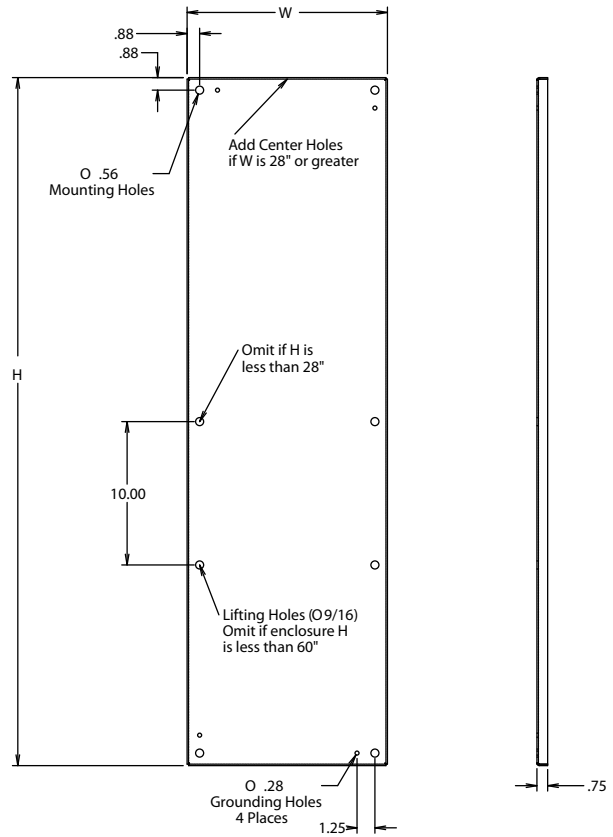 W
.88
.88
Add Center Holes
if W is 28" or greater
O .56
Mounting Holes
Omit if H is
less than 28"
H
10.00
Lifting Holes (O9/16)
Omit if enclosure H
is less than 60"
O .28
Grounding Holes
4 Places
1.25
.75